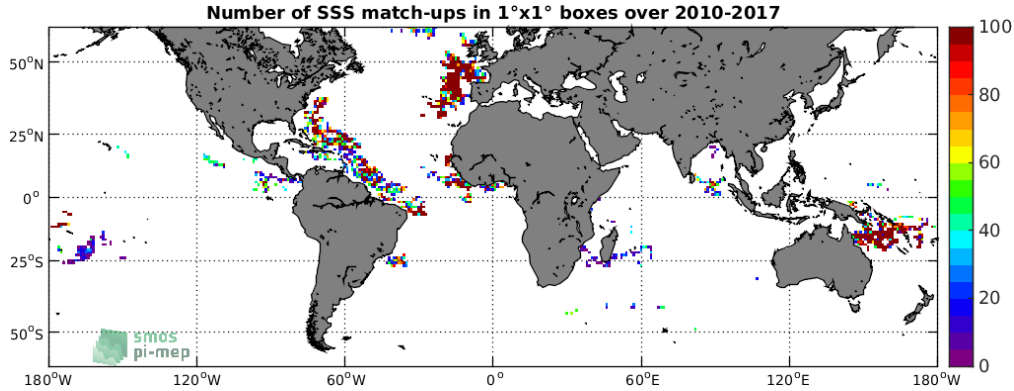 Number of SSS match-ups in 1°x1° boxes over 2010-2017
100
80
60
40
20
0
50°N
25°N
0°
25°S
50°S
smos
pi-mep
180°W
120°W
60°W
0°
60°E
120°E
180°E